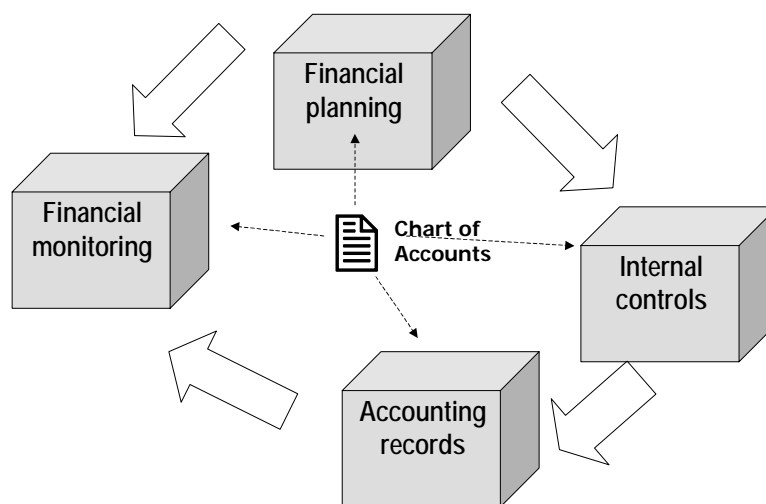 Financial
planning
Financial
monitoring
Chart of
Accounts
Internal
controls
Accounting
records